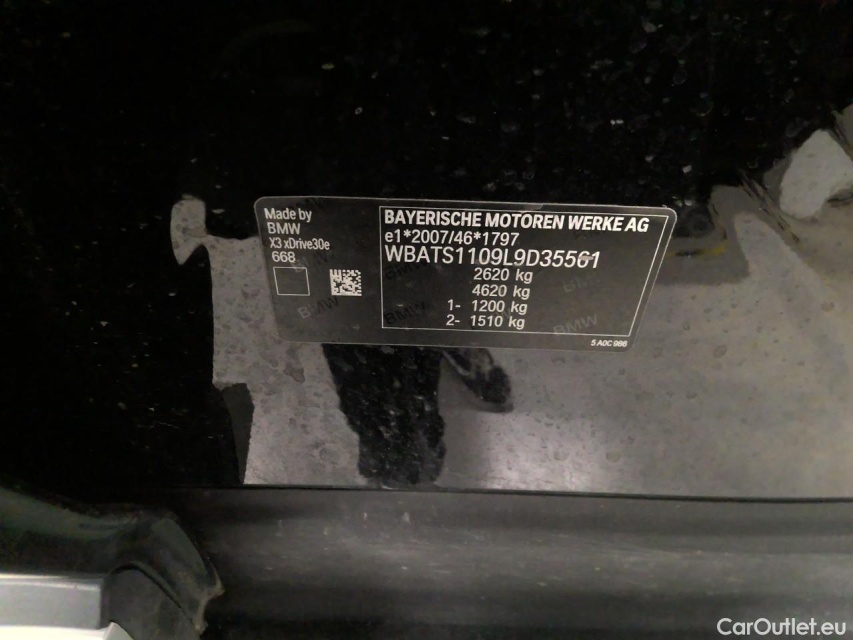 Made by
BMW
X3 xDrive30e
668
BAYERISCHE MOTOREN WERKE AG
e1*2007/46*1797
WBATS1109L9D35561
2620 kg
4620 kg
1- 1200 kg
2- 1510 kg
5 A0C 986
CarOutlet.eu